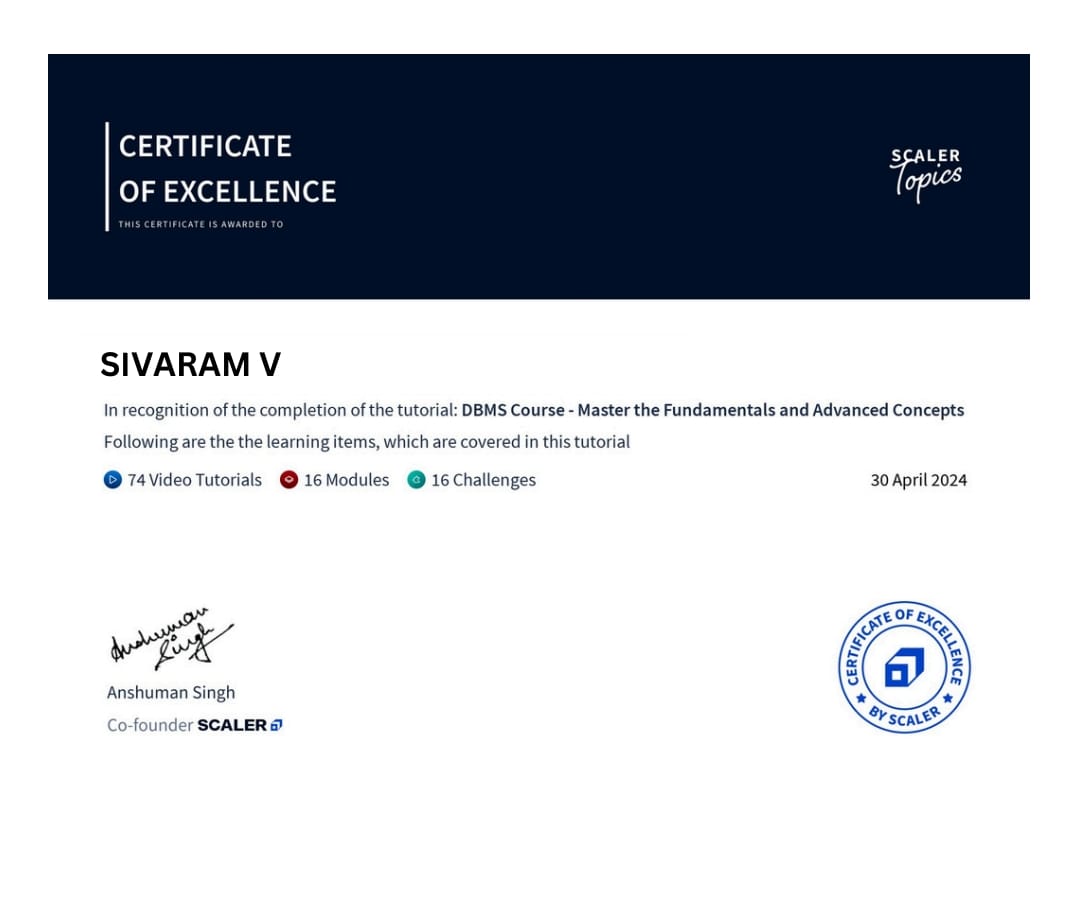 CERTIFICATE
OF EXCELLENCE
THIS CERTIFICATE IS AWARDED TO
SCALER
Topics
SIVARAM V
In recognition of the completion of the tutorial: DBMS Course - Master the Fundamentals and Advanced Concepts
Following are the the learning items, which are covered in this tutorial
74 Video Tutorials 16 Modules 16 Challenges 30 April 2024
Anshuman
Singh
Anshuman Singh
Co-founder SCALER
CERTIFICATE OF EXCELLENCE
BY SCALER